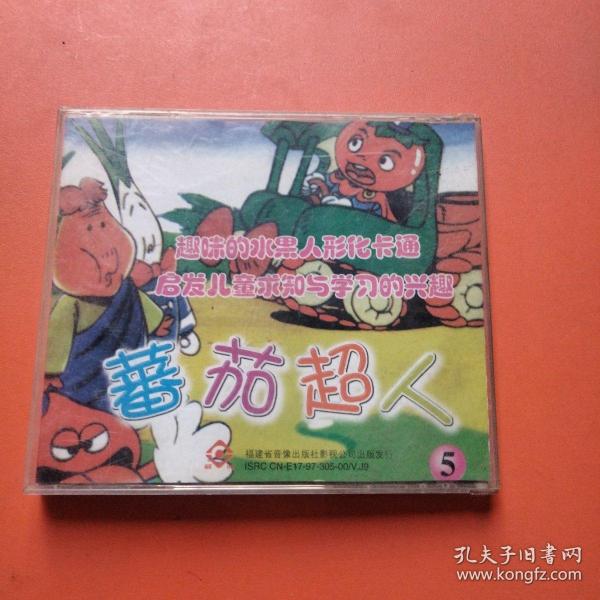 趣味的水果人形化卡通
启发儿童求知与学习的兴趣
蕃茄超人
福建省音像出版社影视公司出版发行
ISRC CN-E17-97-305-00/V.J9
5
孔夫子旧书网
www.kongfz.com